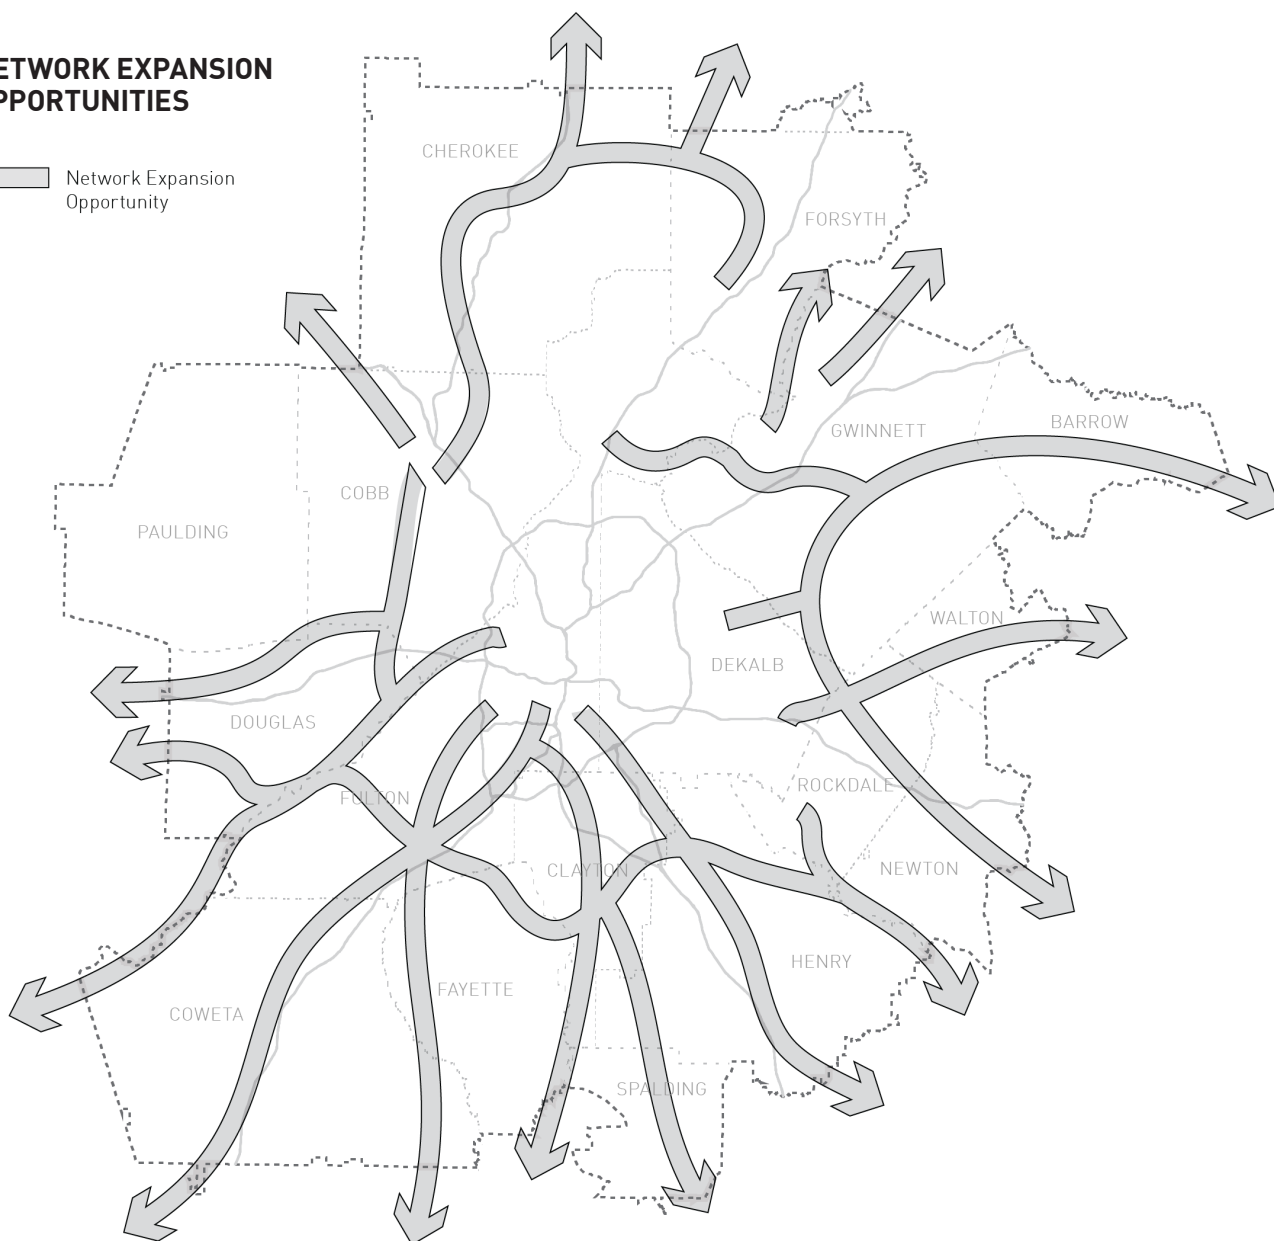 ETWORK EXPANSION
PPORTUNITIES
Network Expansion
Opportunity
CHEROKEE
FORSYTH
BARROW
GWINNETT
COBB
PAULDING
WALTON
DEKALB
DOUGLAS
ROCKDALE
FULTON
CLAYTON
NEWTON
HENRY
FAYETTE
COWETA
SPALDING